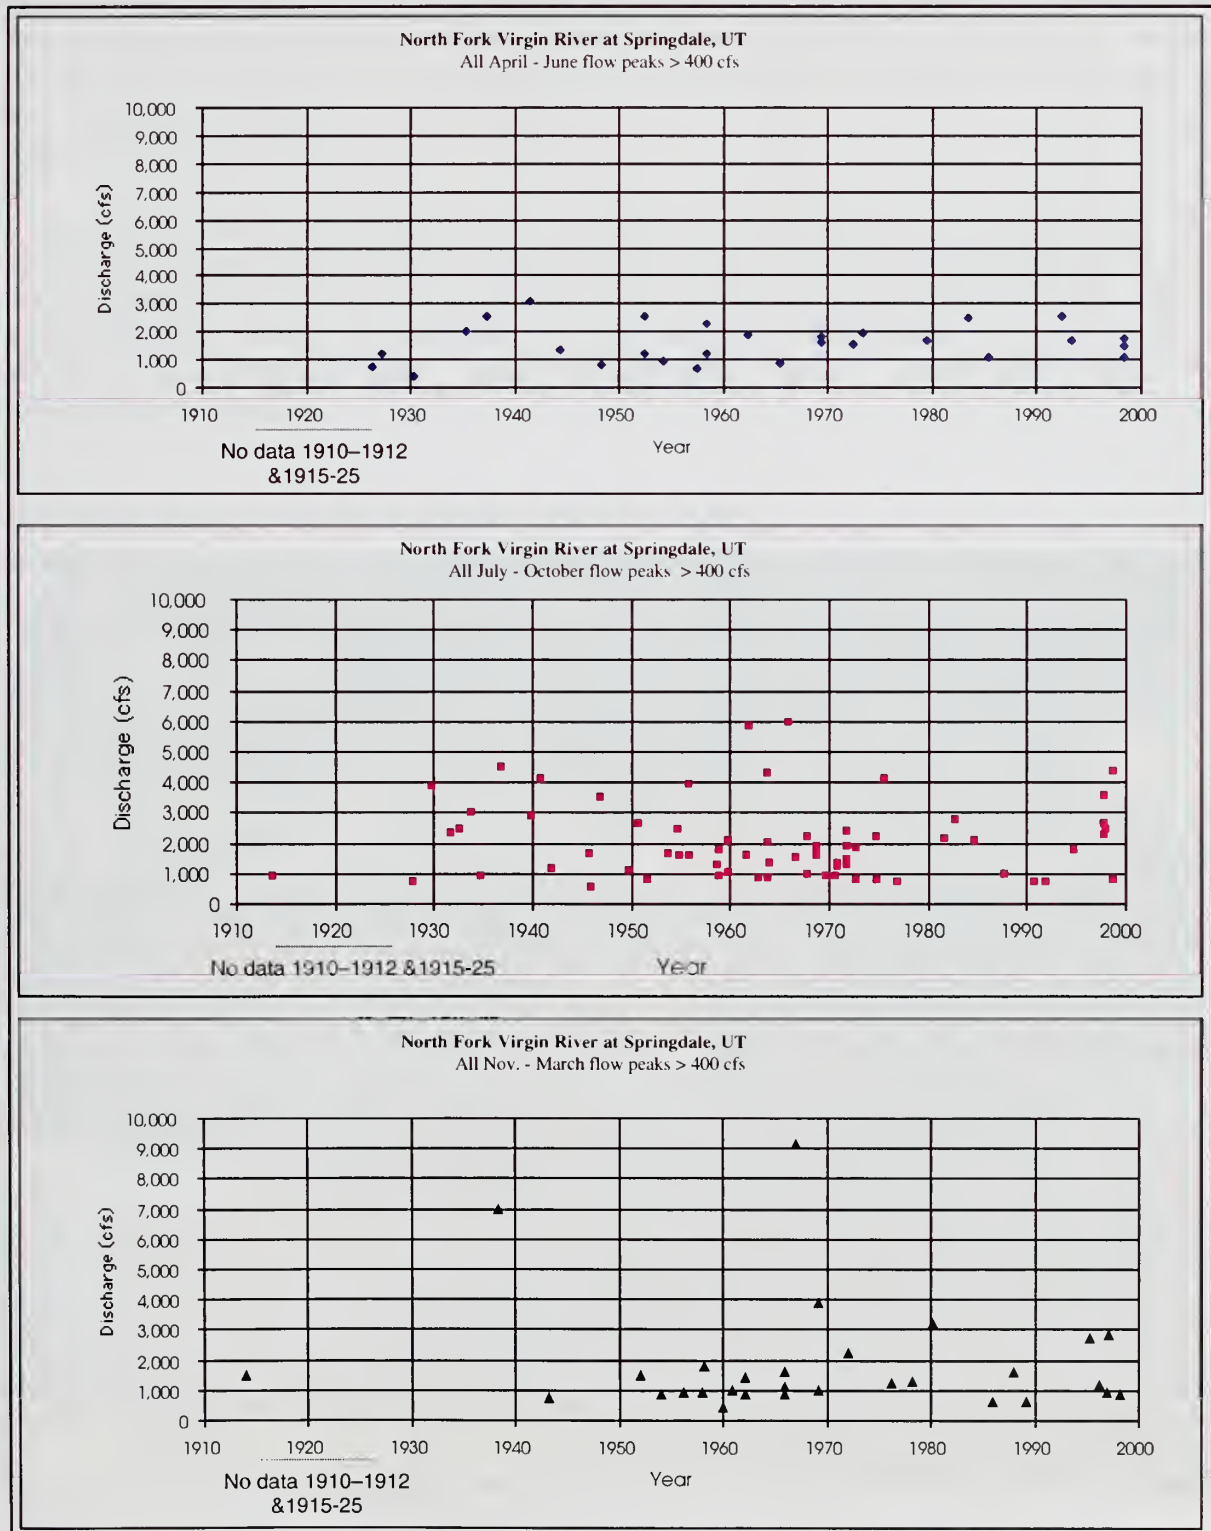 North Fork Virgin River at Springdale, UT
All April - June flow peaks > 400 cfs
10,000
9,000
8,000
7,000
6,000
5,000
4,000
3,000
2,000
1,000
0
Discharge (cfs)
1910 1920 1930 1940 1950 1960 1970 1980 1990 2000
Year
No data 1910–1912
&1915-25
North Fork Virgin River at Springdale, UT
All July - October flow peaks > 400 cfs
10,000
9,000
8,000
7,000
6,000
5,000
4,000
3,000
2,000
1,000
0
Discharge (cfs)
1910 1920 1930 1940 1950 1960 1970 1980 1990 2000
No data 1910–1912 &1915-25
Year
North Fork Virgin River at Springdale, UT
All Nov. - March flow peaks > 400 cfs
10,000
9,000
8,000
7,000
6,000
5,000
4,000
3,000
2,000
1,000
0
Discharge (cfs)
1910 1920 1930 1940 1950 1960 1970 1980 1990 2000
Year
No data 1910–1912
&1915-25